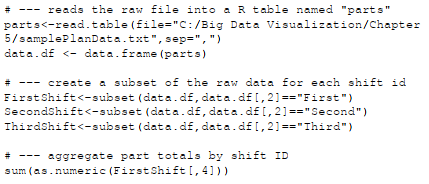 # --- reads the raw file into a R table named "parts"
parts<-read.table(file="C:/Big Data Visualization/Chapter
5/samplePlanData.txt",sep=",")
data.df <- data.frame(parts)
# --- create a subset of the raw data for each shift id
FirstShift<-subset(data.df,data.df[,2]=="First")
SecondShift<-subset(data.df,data.df[,2]=="Second")
ThirdShift<-subset(data.df,data.df[,2]=="Third")
# --- aggregate part totals by shift ID
sum(as.numeric(FirstShift[,4]))